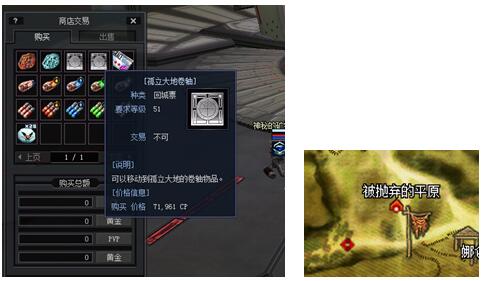 商店交易
购买
出售
[孤立大地卷轴]
种类 回城票
要求等级 51
交易 不可
[说明]
可以移动到孤立大地的卷轴物品。
[价格信息]
购买 价格 71,961 CP
x28
上页 1 / 1
购买总额
0
0 黄金
0 PVP
0 黄金
被抛弃的平原